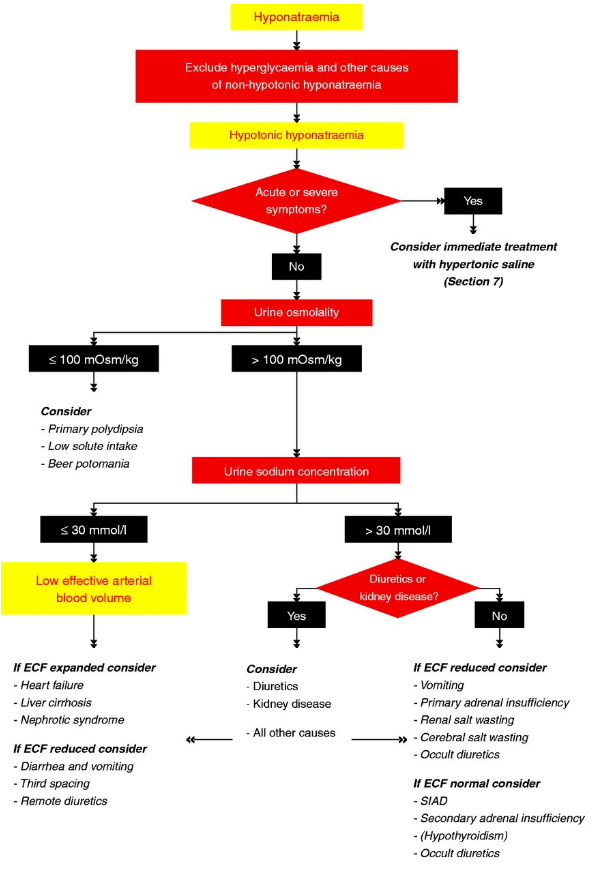 Hyponatraemia
Exclude hyperglycaemia and other causes
of non-hypotonic hyponatraemia
Hypotonic hyponatraemia
Acute or severe
symptoms?
Yes
Consider immediate treatment
with hypertonic saline
(Section 7)
No
Urine osmolality
≤ 100 mOsm/kg
> 100 mOsm/kg
Consider
- Primary polydipsia
- Low solute intake
- Beer potomania
Urine sodium concentration
≤ 30 mmol/l
> 30 mmol/l
Low effective arterial
blood volume
Diuretics or
kidney disease?
Yes
No
If ECF expanded consider
- Heart failure
- Liver cirrhosis
- Nephrotic syndrome
If ECF reduced consider
- Diarrhea and vomiting
- Third spacing
- Remote diuretics
Consider
- Diuretics
- Kidney disease
- All other causes
If ECF reduced consider
- Vomiting
- Primary adrenal insufficiency
- Renal salt wasting
- Cerebral salt wasting
- Occult diuretics
If ECF normal consider
- SIAD
- Secondary adrenal insufficiency
- (Hypothyroidism)
- Occult diuretics